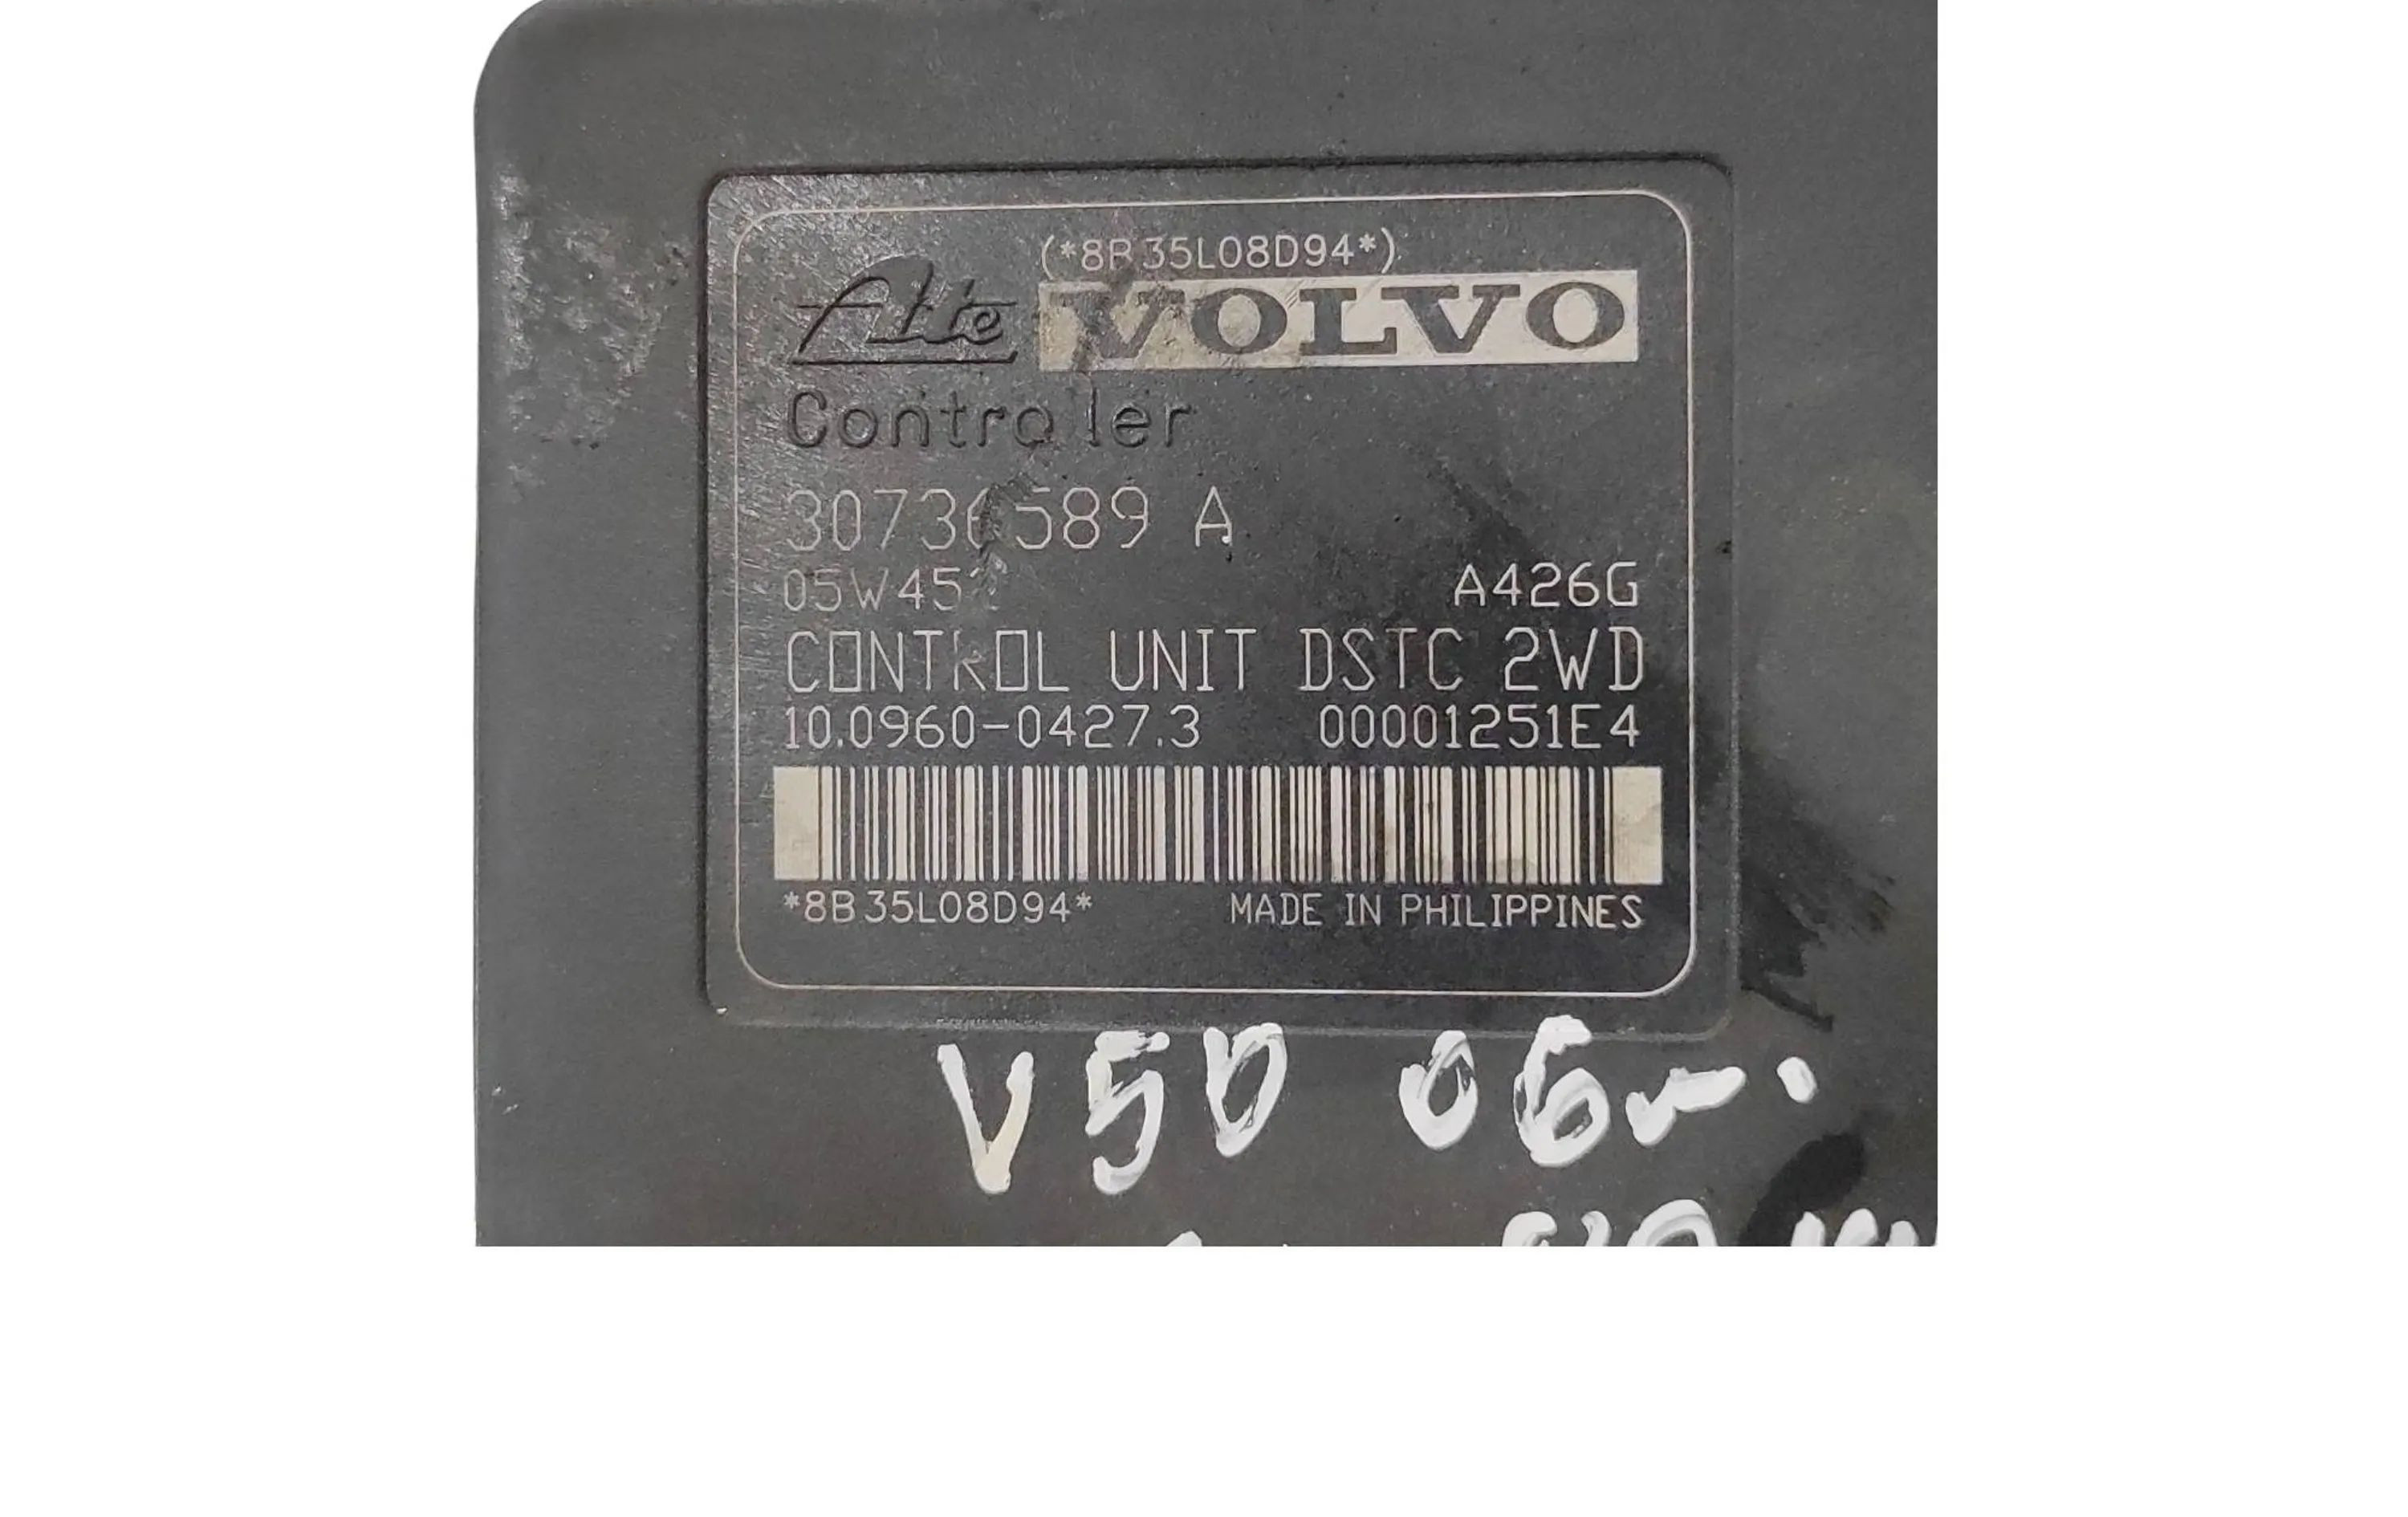 (*8B35L08D94*)
Ate VOLVO
Controller
30736589 A
A426G
CONTROL UNIT DSTC 2WD
10.0960-0427.3 00001251E4
*8B35L08D94* MADE IN PHILIPPINES
V50 06